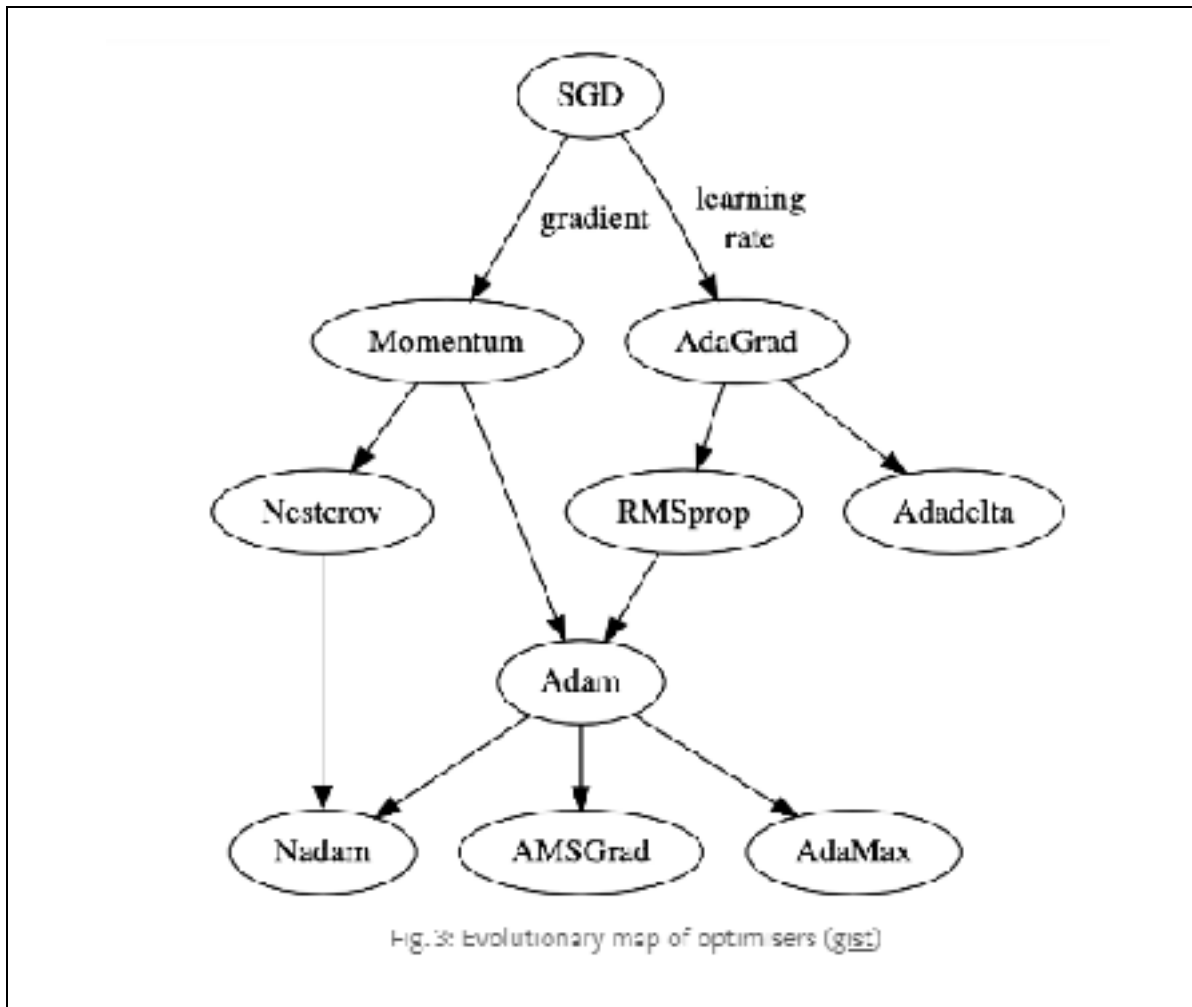 SGD
gradient
learning
rate
Momentum
AdaGrad
Nesterov
RMSprop
Adadelta
Adam
Nadam
AMSGrad
AdaMax
Fig. 3: Evolutionary map of optimisers (gist)